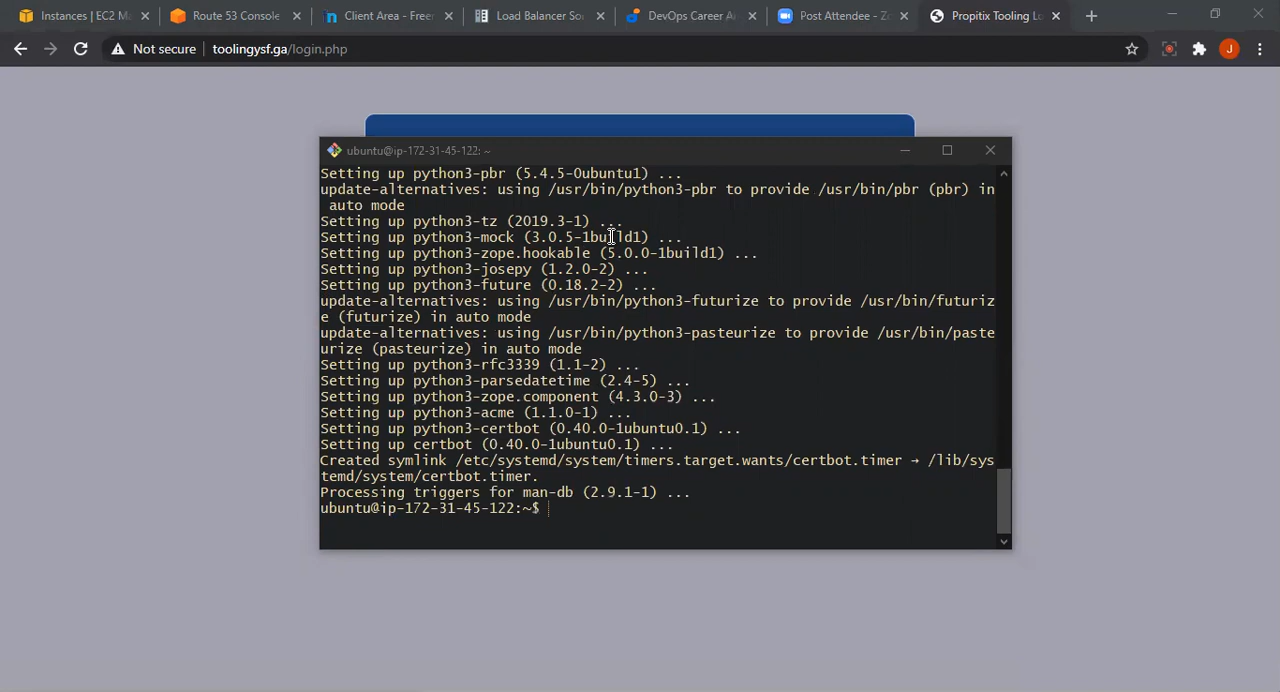 Instances | EC2 Ma
Route 53 Console
Client Area - Freen
Load Balancer Sol
DevOps Career Ac
Post Attendee - Zo
Propitix Tooling Lo
Not secure
toolingysf.ga/login.php
J
ubuntu@ip-172-31-45-122: ~
Setting up python3-pbr (5.4.5-0ubuntu1) ...
update-alternatives: using /usr/bin/python3-pbr to provide /usr/bin/pbr (pbr) in
auto mode
Setting up python3-tz (2019.3-1) ...
Setting up python3-mock (3.0.5-1build1) ...
Setting up python3-zope.hookable (5.0.0-1build1) ...
Setting up python3-josepy (1.2.0-2) ...
Setting up python3-future (0.18.2-2) ...
update-alternatives: using /usr/bin/python3-futurize to provide /usr/bin/futuriz
e (futurize) in auto mode
update-alternatives: using /usr/bin/python3-pasteurize to provide /usr/bin/paste
urize (pasteurize) in auto mode
Setting up python3-rfc3339 (1.1-2) ...
Setting up python3-parsedatetime (2.4-5) ...
Setting up python3-zope.component (4.3.0-3) ...
Setting up python3-acme (1.1.0-1) ...
Setting up python3-certbot (0.40.0-1ubuntu0.1) ...
Setting up certbot (0.40.0-1ubuntu0.1) ...
Created symlink /etc/systemd/system/timers.target.wants/certbot.timer → /lib/sys
temd/system/certbot.timer.
Processing triggers for man-db (2.9.1-1) ...
ubuntu@ip-172-31-45-122:~$